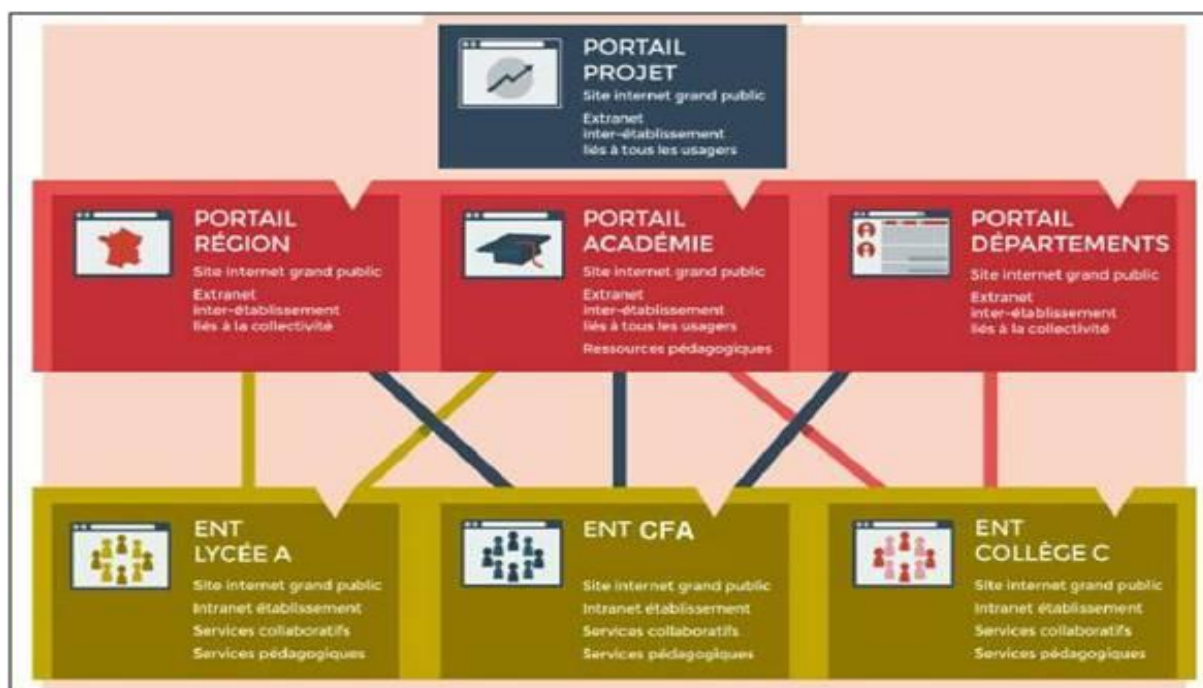 PORTAIL
PROJET
Site internet grand public
Extranet
inter-établissement
liés à tous les usagers
PORTAIL
RÉGION
Site internet grand public
Extranet
inter-établissement
liés à la collectivité
PORTAIL
ACADÉMIE
Site internet grand public
Extranet
inter-établissement
liés à tous les usagers
Ressources pédagogiques
PORTAIL
DÉPARTEMENTS
Site internet grand public
Extranet
inter-établissement
liés à la collectivité
ENT
LYCÉE A
Site internet grand public
Intranet établissement
Services collaboratifs
Services pédagogiques
ENT CFA
Site internet grand public
Intranet établissement
Services collaboratifs
Services pédagogiques
ENT
COLLÈGE C
Site internet grand public
Intranet établissement
Services collaboratifs
Services pédagogiques